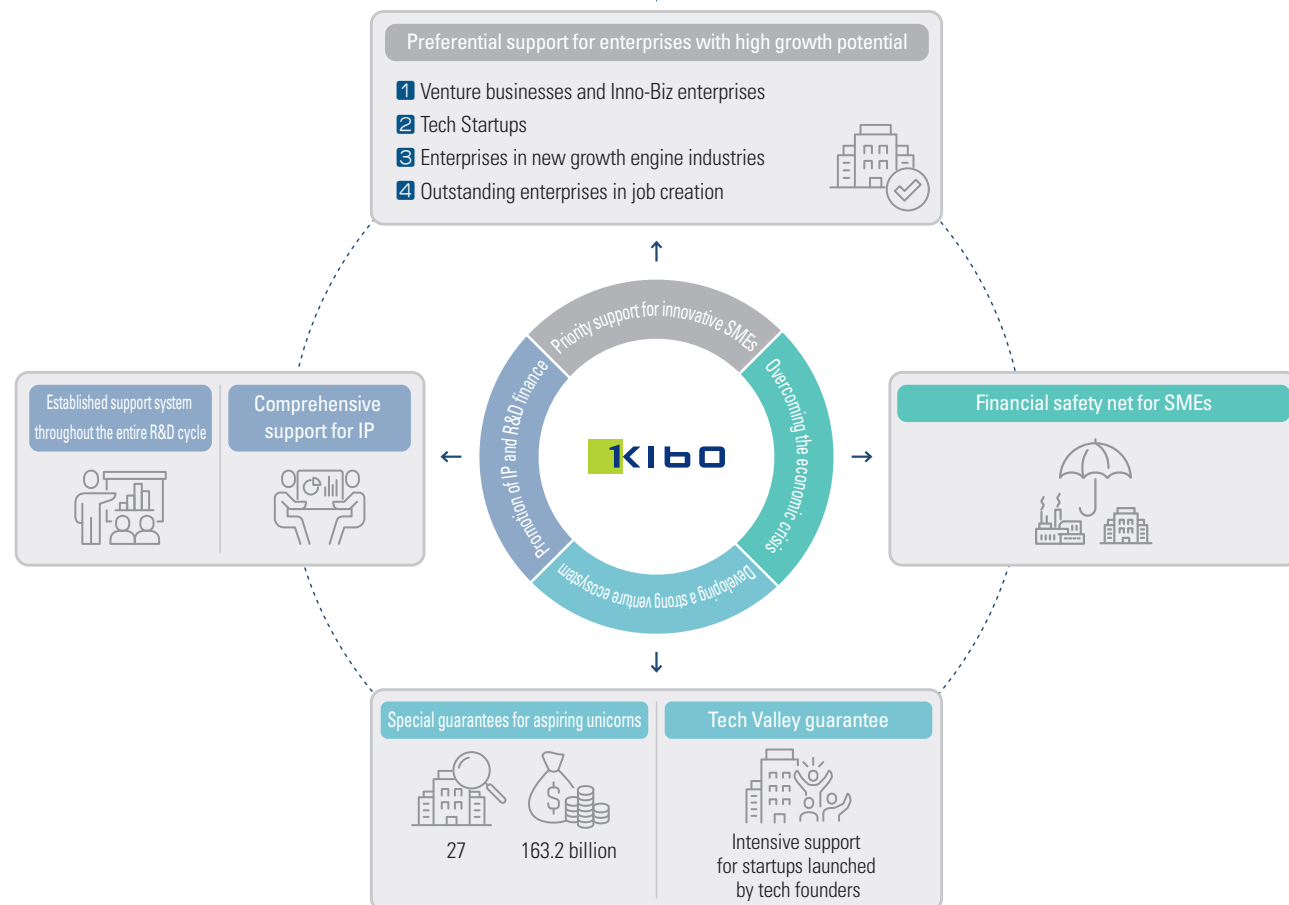 Preferential support for enterprises with high growth potential
1 Venture businesses and Inno-Biz enterprises
2 Tech Startups
3 Enterprises in new growth engine industries
4 Outstanding enterprises in job creation
Priority support for innovative SMEs
Overcoming the economic crisis
Developing a strong venture ecosystem
Promotion of IP and R&D finance
1KIbO
Established support system
throughout the entire R&D cycle
Comprehensive
support for IP
Financial safety net for SMEs
Special guarantees for aspiring unicorns
$
27
163.2 billion
Tech Valley guarantee
Intensive support
for startups launched
by tech founders